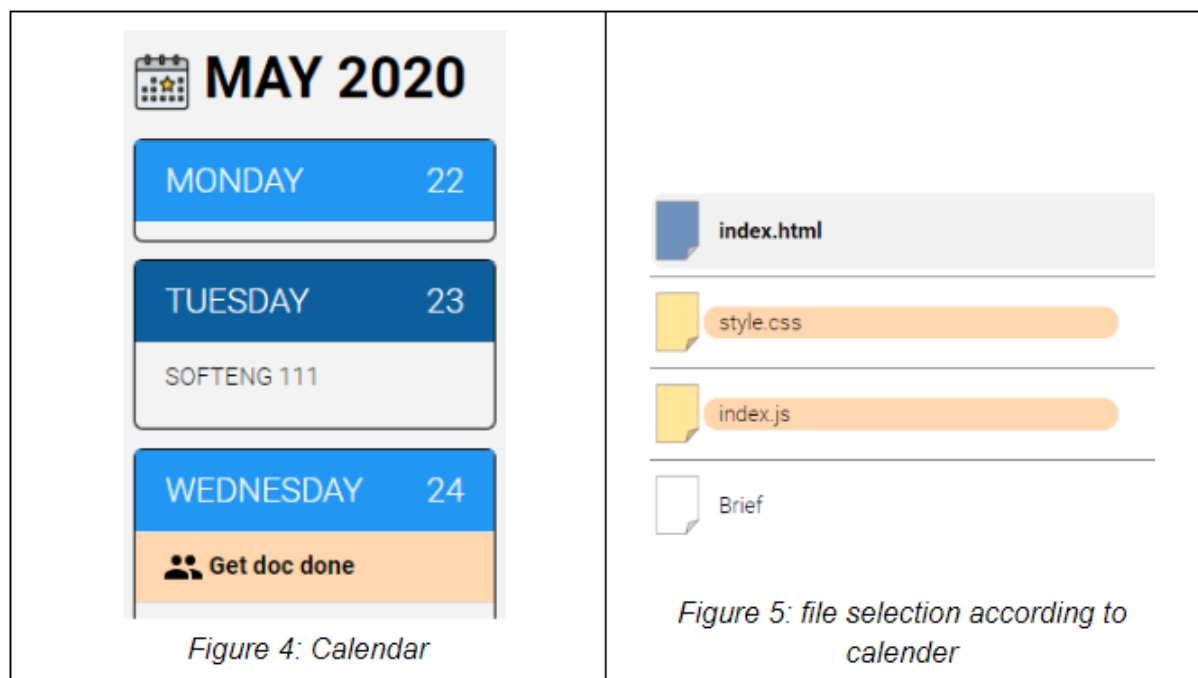 MAY 2020
MONDAY 22
TUESDAY 23
SOFTENG 111
WEDNESDAY 24
Get doc done
Figure 4: Calendar
index.html
style.css
index.js
Brief
Figure 5: file selection according to
calender